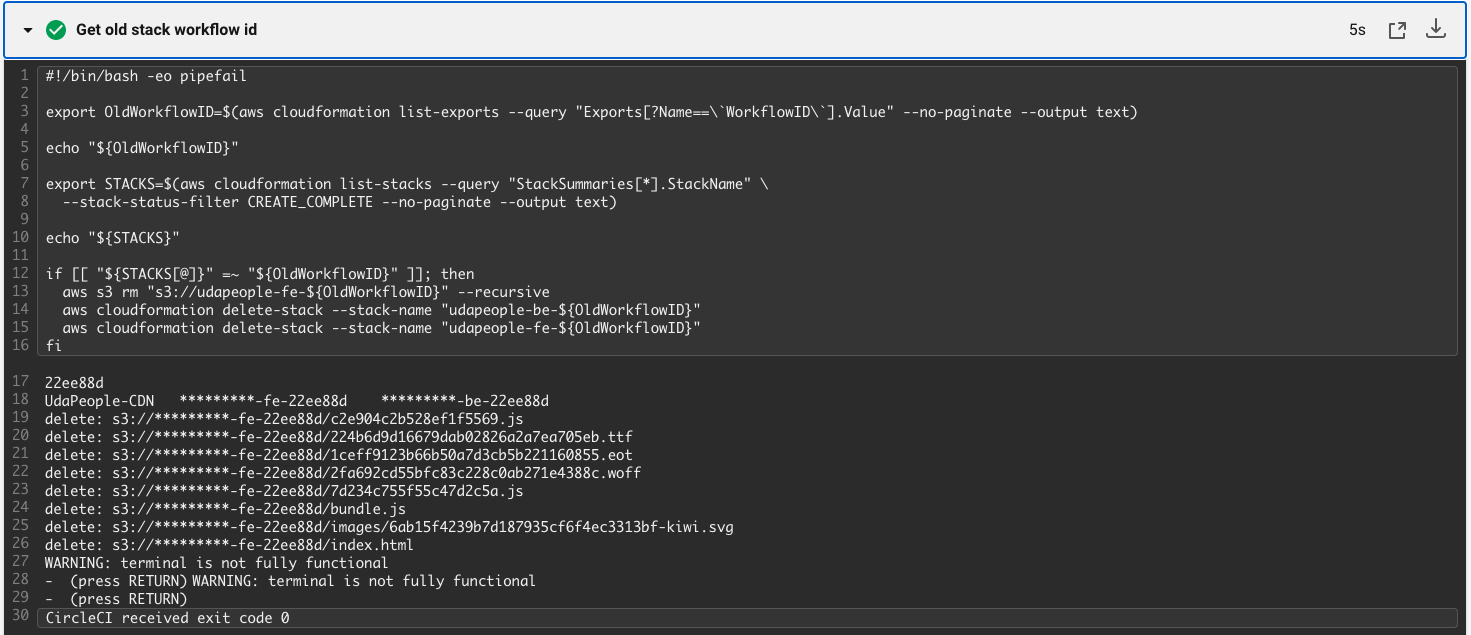 Get old stack workflow id 5s
1 #!/bin/bash -eo pipefail
2
3 export OldWorkflowID=$(aws cloudformation list-exports --query "Exports[?Name==\`WorkflowID\`].Value" --no-paginate --output text)
4
5 echo "${OldWorkflowID}"
6
7 export STACKS=$(aws cloudformation list-stacks --query "StackSummaries[*].StackName" \
8   --stack-status-filter CREATE_COMPLETE --no-paginate --output text)
9
10 echo "${STACKS}"
11
12 if [[ "${STACKS[@]}" =~ "${OldWorkflowID}" ]]; then
13   aws s3 rm "s3://udapeople-fe-${OldWorkflowID}" --recursive
14   aws cloudformation delete-stack --stack-name "udapeople-be-${OldWorkflowID}"
15   aws cloudformation delete-stack --stack-name "udapeople-fe-${OldWorkflowID}"
16 fi
17 22ee88d
18 UdaPeople-CDN   *********-fe-22ee88d    *********-be-22ee88d
19 delete: s3://*********-fe-22ee88d/c2e904c2b528ef1f5569.js
20 delete: s3://*********-fe-22ee88d/224b6d9d16679dab02826a2a7ea705eb.ttf
21 delete: s3://*********-fe-22ee88d/1ceff9123b66b50a7d3cb5b221160855.eot
22 delete: s3://*********-fe-22ee88d/2fa692cd55bfc83c228c0ab271e4388c.woff
23 delete: s3://*********-fe-22ee88d/7d234c755f55c47d2c5a.js
24 delete: s3://*********-fe-22ee88d/bundle.js
25 delete: s3://*********-fe-22ee88d/images/6ab15f4239b7d187935cf6f4ec3313bf-kiwi.svg
26 delete: s3://*********-fe-22ee88d/index.html
27 WARNING: terminal is not fully functional
28 -  (press RETURN) WARNING: terminal is not fully functional
29 -  (press RETURN)
30 CircleCI received exit code 0